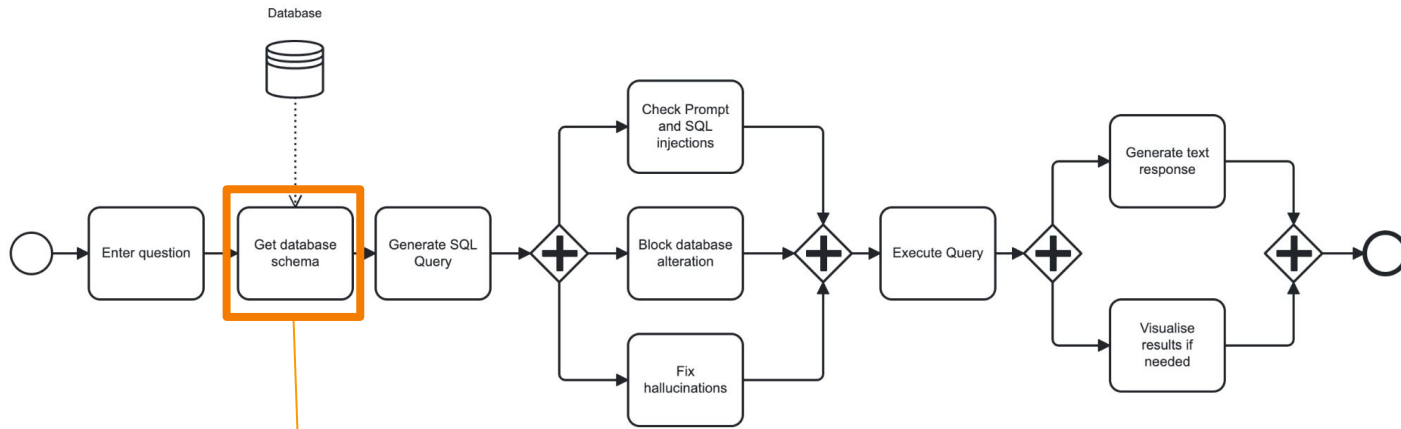 Database
Enter question
Get database
schema
Generate SQL
Query
Check Prompt
and SQL
injections
Block database
alteration
Fix
hallucinations
Execute Query
Generate text
response
Visualise
results if
needed